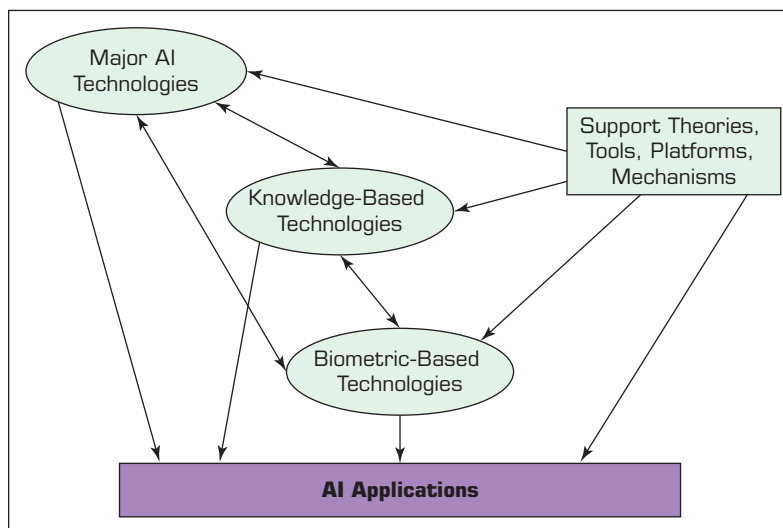 Major AI
Technologies
Support Theories,
Tools, Platforms,
Mechanisms
Knowledge-Based
Technologies
Biometric-Based
Technologies
AI Applications